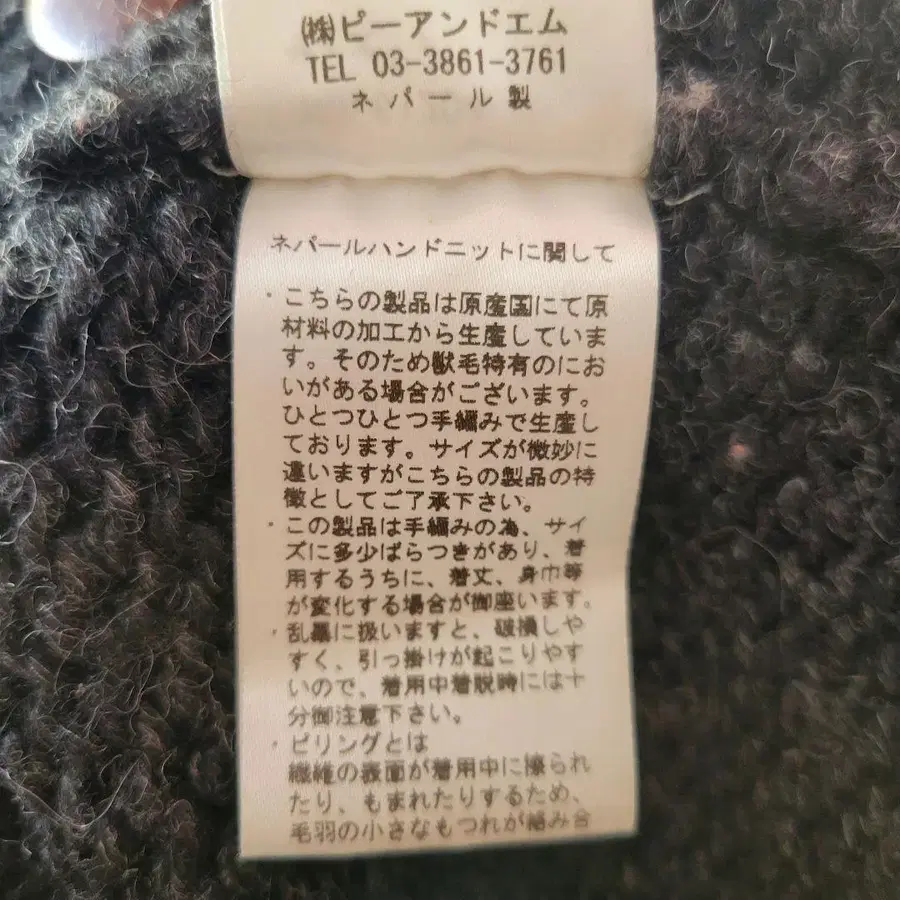 (株)ピーアンドエム
TEL 03-3861-3761
ネパール製
ネパールハンドニットに関して
・こちらの製品は原産国にて原
材料の加工から生産していま
す。そのため獣毛特有のにお
いがある場合がございます。
ひとつひとつ手編みで生産し
ております。サイズが微妙に
違いますがこちらの製品の特
徴としてご了承下さい。
・この製品は手編みの為、サイ
ズに多少ばらつきがあり、着
用するうちに、着丈、身巾等
が変化する場合が御座います。
・乱暴に扱いますと、破損しや
すく、引っ掛けが起こりやす
いので、着用中着脱時には十
分御注意下さい。
・ピリングとは
繊維の表面が着用中に擦られ
たり、もまれたりするため、
毛羽の小さなもつれが絡み合